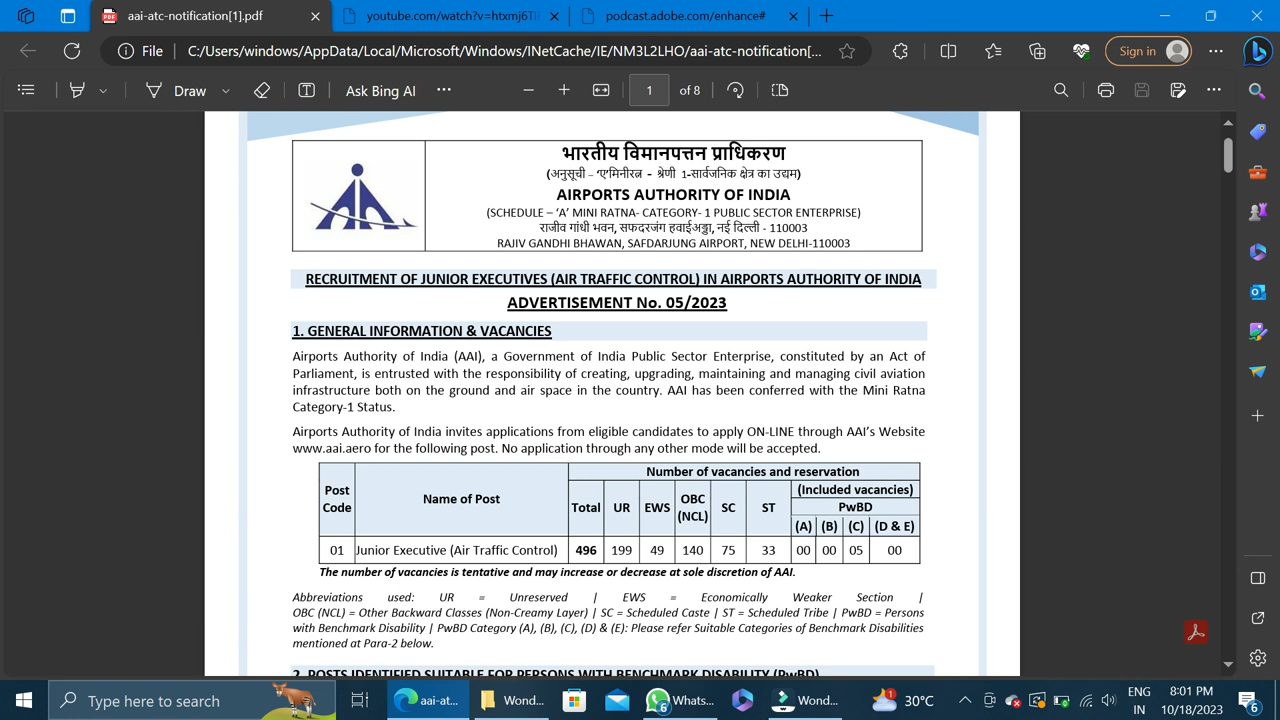 aai-atc-notification[1].pdf
youtube.com/watch?v=htxmj6T
podcast.adobe.com/enhance#
File
C:/Users/windows/AppData/Local/Microsoft/Windows/INetCache/IE/NM3L2LHO/aai-atc-notification[...
Sign in
Draw
Ask Bing AI
1 of 8
भारतीय विमानपत्तन प्राधिकरण
(अनुसूची – 'ए'मिनीरत्न - श्रेणी 1-सार्वजनिक क्षेत्र का उद्यम)
AIRPORTS AUTHORITY OF INDIA
(SCHEDULE – ‘A’ MINI RATNA- CATEGORY- 1 PUBLIC SECTOR ENTERPRISE)
राजीव गांधी भवन, सफदरजंग हवाईअड्डा, नई दिल्ली - 110003
RAJIV GANDHI BHAWAN, SAFDARJUNG AIRPORT, NEW DELHI-110003
RECRUITMENT OF JUNIOR EXECUTIVES (AIR TRAFFIC CONTROL) IN AIRPORTS AUTHORITY OF INDIA
ADVERTISEMENT No. 05/2023
1. GENERAL INFORMATION & VACANCIES
Airports Authority of India (AAI), a Government of India Public Sector Enterprise, constituted by an Act of
Parliament, is entrusted with the responsibility of creating, upgrading, maintaining and managing civil aviation
infrastructure both on the ground and air space in the country. AAI has been conferred with the Mini Ratna
Category-1 Status.
Airports Authority of India invites applications from eligible candidates to apply ON-LINE through AAI’s Website
www.aai.aero for the following post. No application through any other mode will be accepted.
Number of vacancies and reservation
Post Code
Name of Post
Total
UR
EWS
OBC (NCL)
SC
ST
(Included vacancies)
PwBD
(A) (B) (C) (D & E)
01 Junior Executive (Air Traffic Control) 496 199 49 140 75 33 00 00 05 00
The number of vacancies is tentative and may increase or decrease at sole discretion of AAI.
Abbreviations used: UR = Unreserved | EWS = Economically Weaker Section |
OBC (NCL) = Other Backward Classes (Non-Creamy Layer) | SC = Scheduled Caste | ST = Scheduled Tribe | PwBD = Persons
with Benchmark Disability | PwBD Category (A), (B), (C), (D) & (E): Please refer Suitable Categories of Benchmark Disabilities
mentioned at Para-2 below.
2. POSTS IDENTIFIED SUITABLE FOR PERSONS WITH BENCHMARK DISABILITY (PwBD)
Type here to search
aai-at...
Wond...
6
Whats...
Wond...
1
30°C
ENG
IN
8:01 PM
10/18/2023
6